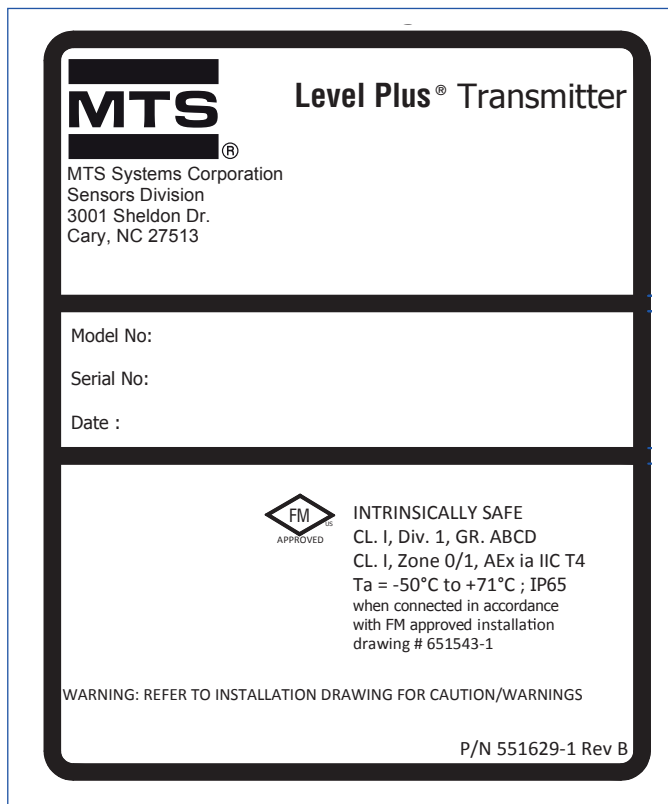 MTS
®
Level Plus® Transmitter
MTS Systems Corporation
Sensors Division
3001 Sheldon Dr.
Cary, NC 27513
Model No:
Serial No:
Date :
FM
US
APPROVED
INTRINSICALLY SAFE
CL. I, Div. 1, GR. ABCD
CL. I, Zone 0/1, AEx ia IIC T4
Ta = -50°C to +71°C ; IP65
when connected in accordance
with FM approved installation
drawing # 651543-1
WARNING: REFER TO INSTALLATION DRAWING FOR CAUTION/WARNINGS
P/N 551629-1 Rev B